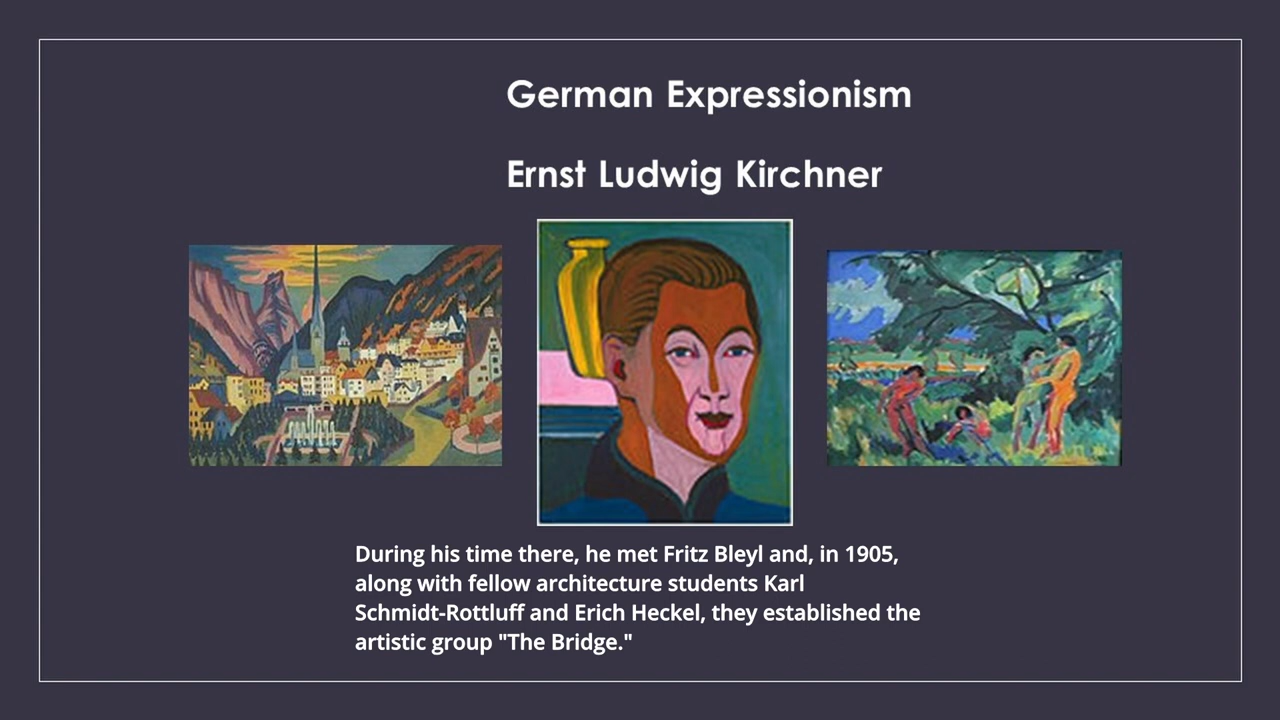 German Expressionism
Ernst Ludwig Kirchner
During his time there, he met Fritz Bleyl and, in 1905,
along with fellow architecture students Karl
Schmidt-Rottluff and Erich Heckel, they established the
artistic group "The Bridge."